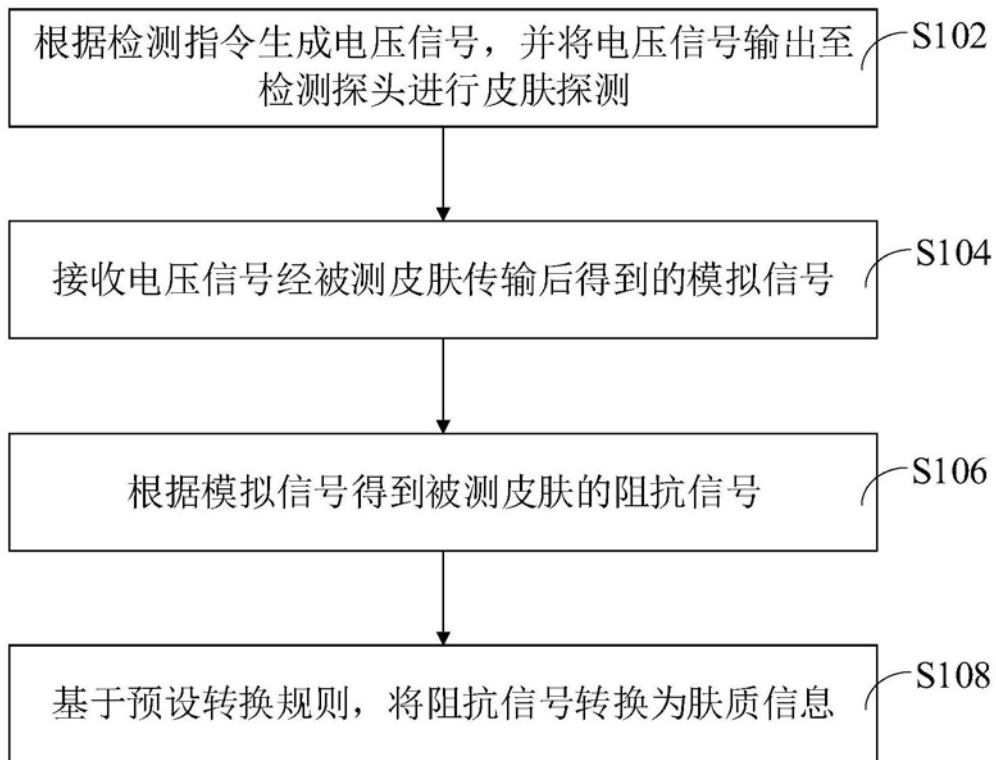 根据检测指令生成电压信号，并将电压信号输出至
检测探头进行皮肤探测
S102
接收电压信号经被测皮肤传输后得到的模拟信号
S104
根据模拟信号得到被测皮肤的阻抗信号
S106
基于预设转换规则，将阻抗信号转换为肤质信息
S108